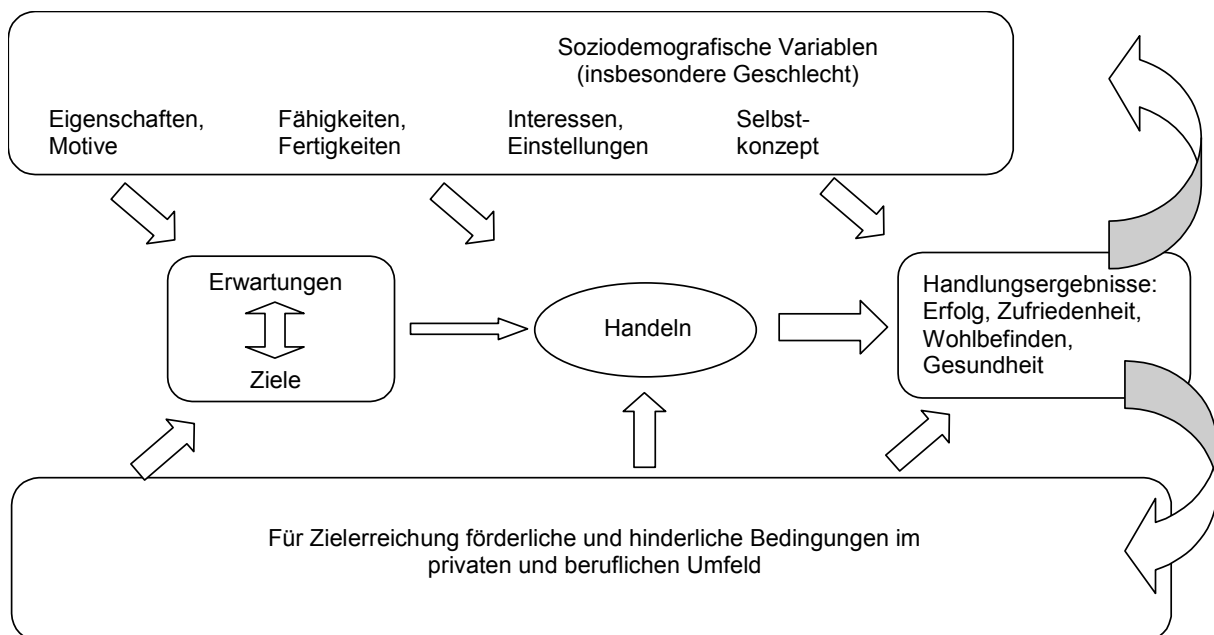 Soziodemografische Variablen
(insbesondere Geschlecht)
Eigenschaften,
Motive
Fähigkeiten,
Fertigkeiten
Interessen,
Einstellungen
Selbst-
konzept
Erwartungen
Ziele
Handeln
Handlungsergebnisse:
Erfolg, Zufriedenheit,
Wohlbefinden,
Gesundheit
Für Zielerreichung förderliche und hinderliche Bedingungen im
privaten und beruflichen Umfeld